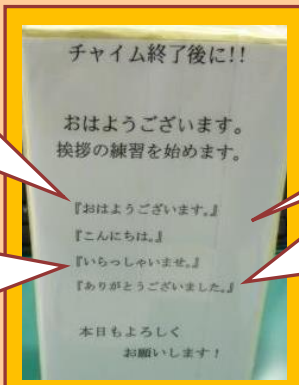 チャイム終了後に!!
おはようございます。
挨拶の練習を始めます。
『おはようございます。』
『こんにちは。』
『いらっしゃいませ。』
『ありがとうございました。』
本日もよろしく
お願いします!